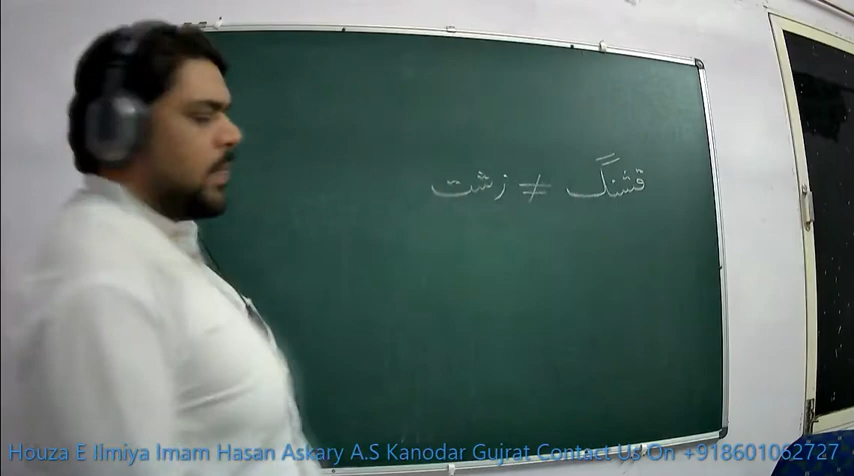 قشنگ ≠ زشت
Houza E Ilmiya Imam Hasan Askary A.S Kanodar Gujrat Contact Us On +918601062727